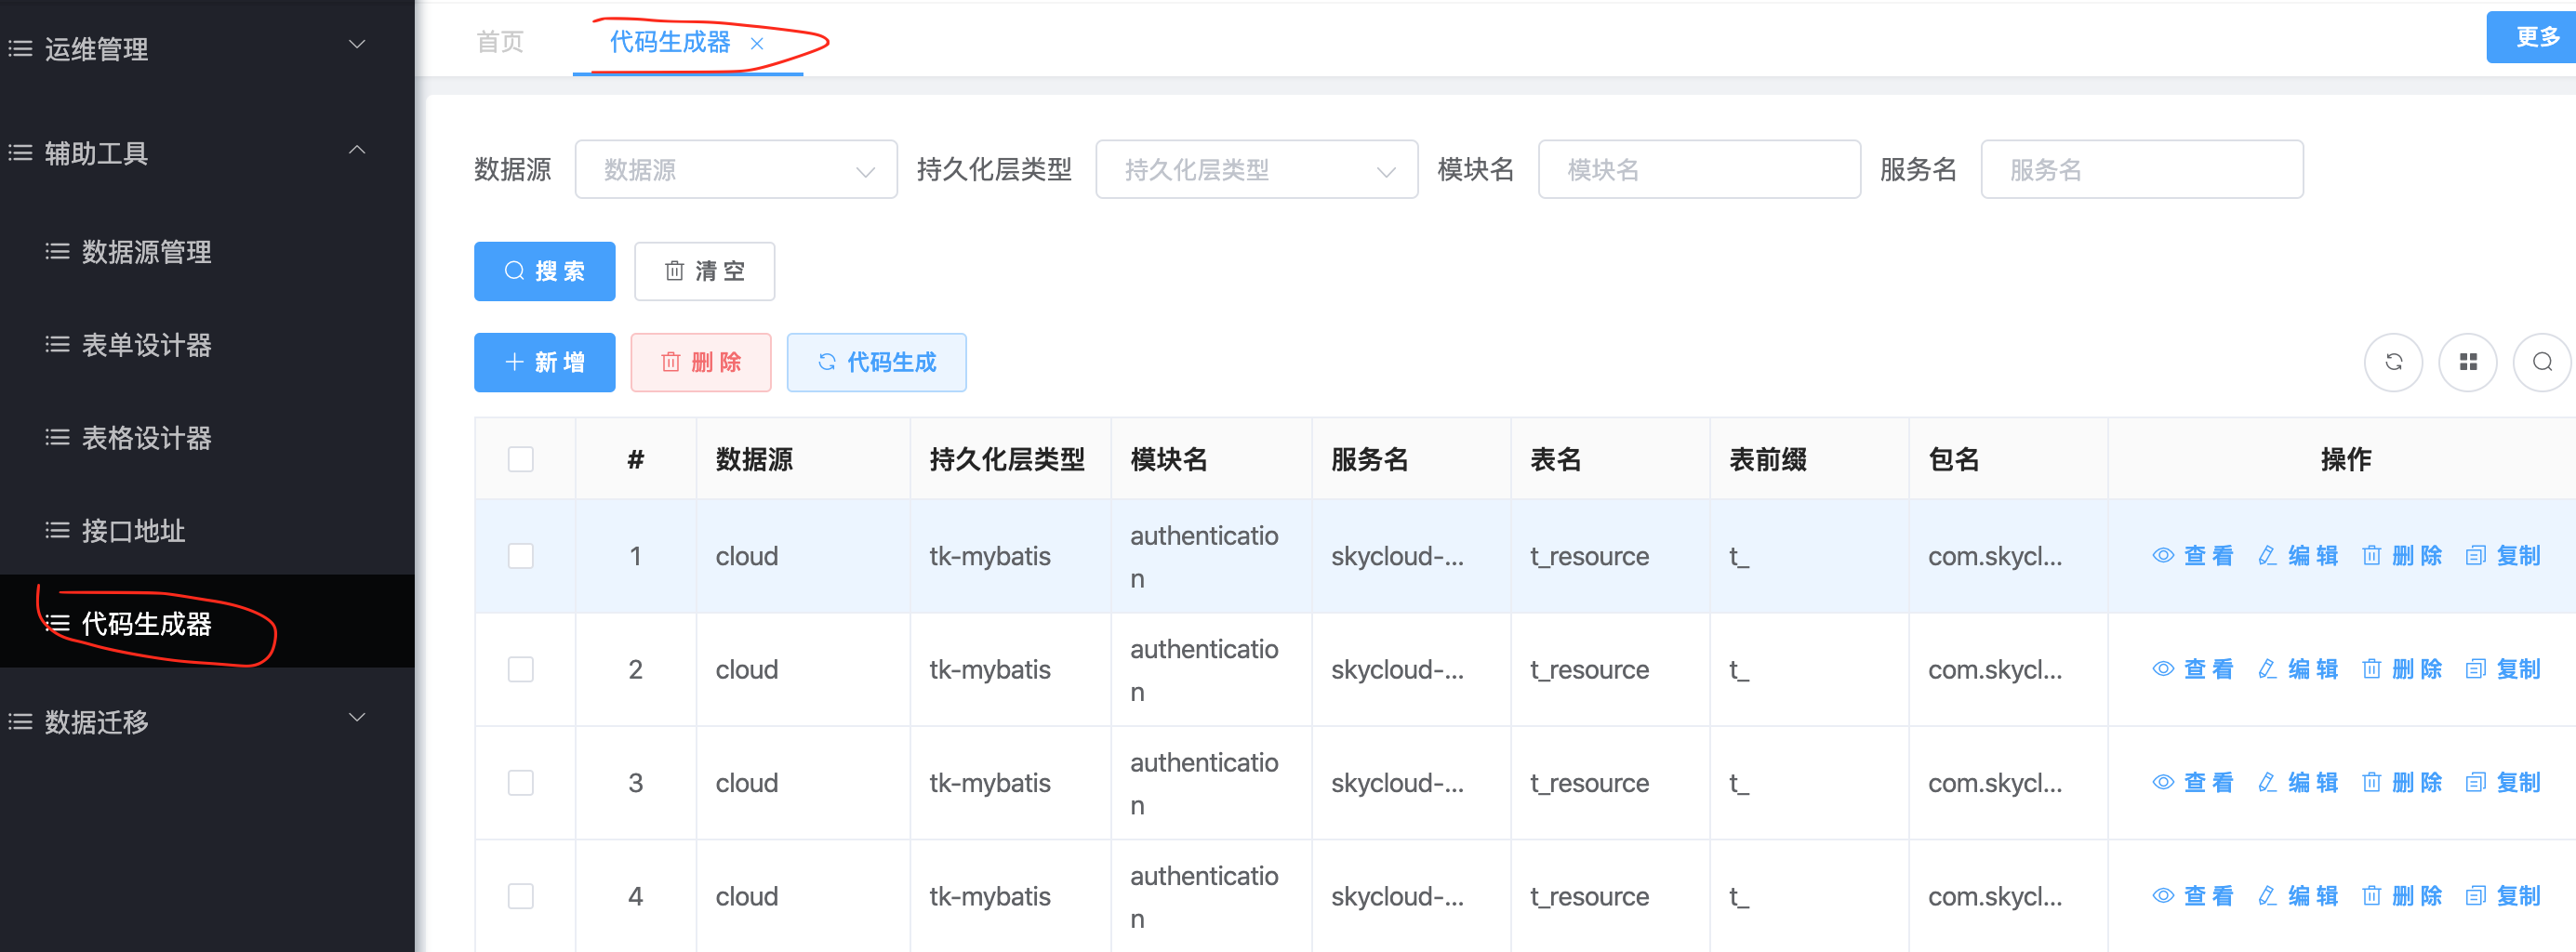 运维管理
辅助工具
数据源管理
表单设计器
表格设计器
接口地址
代码生成器
数据迁移
首页 代码生成器 更多
数据源 数据源 持久化层类型 持久化层类型 模块名 模块名 服务名 服务名
搜索 清空
新增 删除 代码生成
# 数据源 持久化层类型 模块名 服务名 表名 表前缀 包名 操作
1 cloud tk-mybatis authenticatio
n skycloud-... t_resource t_ com.skycl... 查看 编辑 删除 复制
2 cloud tk-mybatis authenticatio
n skycloud-... t_resource t_ com.skycl... 查看 编辑 删除 复制
3 cloud tk-mybatis authenticatio
n skycloud-... t_resource t_ com.skycl... 查看 编辑 删除 复制
4 cloud tk-mybatis authenticatio
n skycloud-... t_resource t_ com.skycl... 查看 编辑 删除 复制